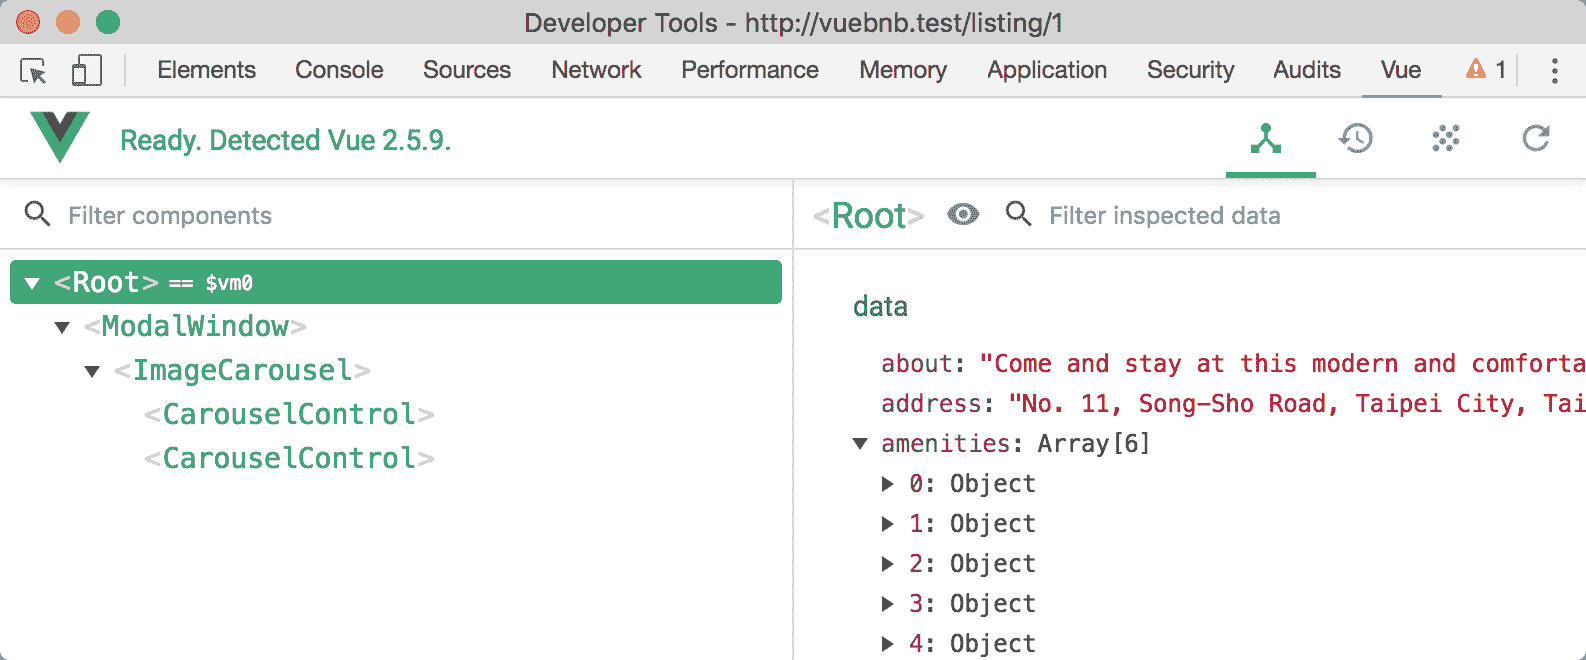 Developer Tools - http://vuebnb.test/listing/1
Elements Console Sources Network Performance Memory Application Security Audits Vue 1
Ready. Detected Vue 2.5.9.
Filter components
<Root> Filter inspected data
<Root> == $vm0
<ModalWindow>
<ImageCarousel>
<CarouselControl>
<CarouselControl>
data
about: "Come and stay at this modern and comforta
address: "No. 11, Song-Sho Road, Taipei City, Tai
amenities: Array[6]
0: Object
1: Object
2: Object
3: Object
4: Object